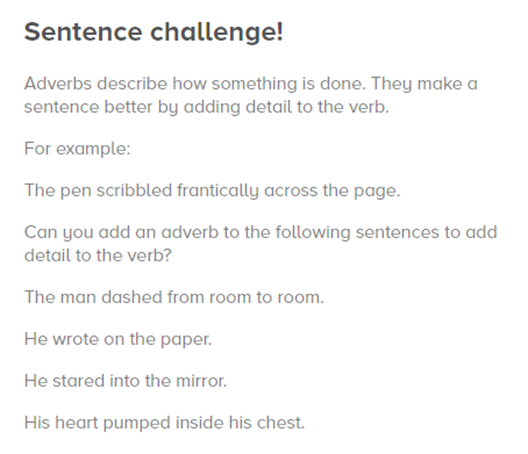 Sentence challenge!
Adverbs describe how something is done. They make a
sentence better by adding detail to the verb.
For example:
The pen scribbled frantically across the page.
Can you add an adverb to the following sentences to add
detail to the verb?
The man dashed from room to room.
He wrote on the paper.
He stared into the mirror.
His heart pumped inside his chest.